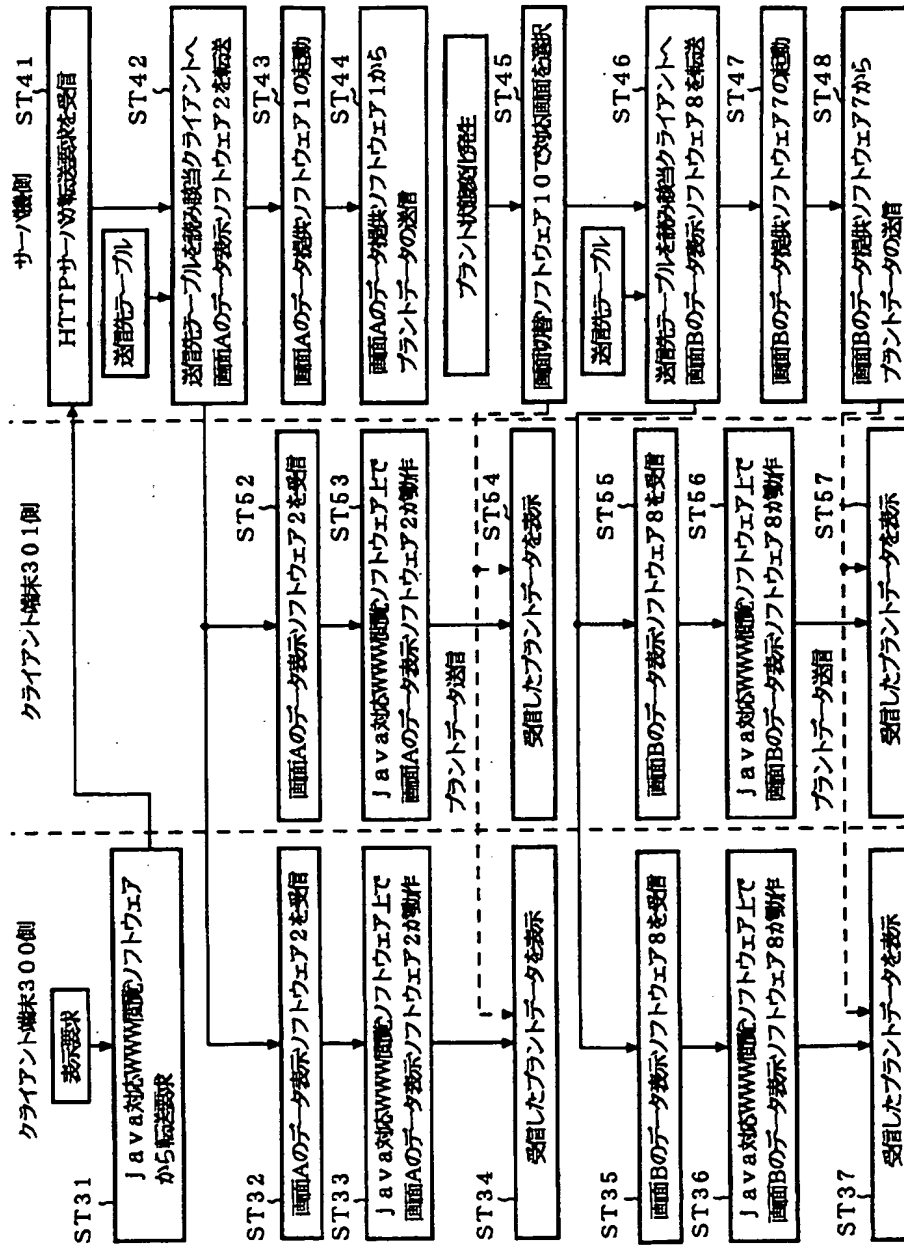 クライアント端末300側
表示要求
ST31
Java対応WWW閲覧ソフトウェア
から転送要求
ST32
画面Aのデータ表示ソフトウェア2を受信
ST33
Java対応WWW閲覧ソフトウェア上で
画面Aのデータ表示ソフトウェア2が動作
ST34
受信したプラントデータを表示
ST35
画面Bのデータ表示ソフトウェア8を受信
ST36
Java対応WWW閲覧ソフトウェア上で
画面Bのデータ表示ソフトウェア8が動作
ST37
受信したプラントデータを表示
クライアント端末301側
ST52
画面Aのデータ表示ソフトウェア2を受信
ST53
Java対応WWW閲覧ソフトウェア上で
画面Aのデータ表示ソフトウェア2が動作
プラントデータ送信
ST54
受信したプラントデータを表示
ST55
画面Bのデータ表示ソフトウェア8を受信
ST56
Java対応WWW閲覧ソフトウェア上で
画面Bのデータ表示ソフトウェア8が動作
プラントデータ送信
ST57
受信したプラントデータを表示
サーバ機側
ST41
HTTPサーバが転送要求を受信
送信先テーブル
ST42
送信先テーブルを読み該当クライアントへ
画面Aのデータ表示ソフトウェア2を転送
ST43
画面Aのデータ提供ソフトウェア1の起動
ST44
画面Aのデータ提供ソフトウェア1から
プラントデータの送信
プラント状態変化発生
ST45
画面切替ソフトウェア10で対応画面を選択
送信先テーブル
ST46
送信先テーブルを読み該当クライアントへ
画面Bのデータ表示ソフトウェア8を転送
ST47
画面Bのデータ提供ソフトウェア7の起動
ST48
画面Bのデータ提供ソフトウェア7から
プラントデータの送信